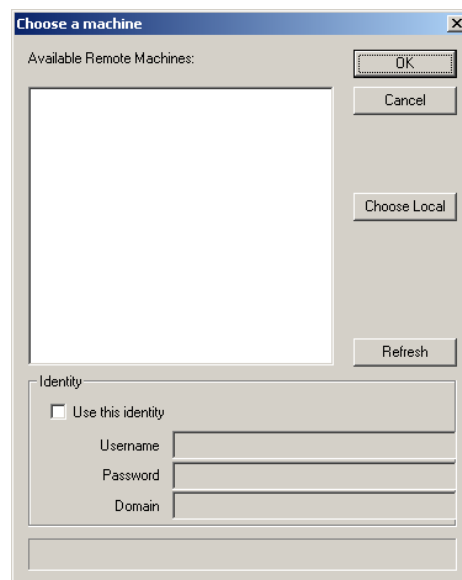 Choose a machine
Available Remote Machines:
OK
Cancel
Choose Local
Refresh
Identity
Use this identity
Username
Password
Domain